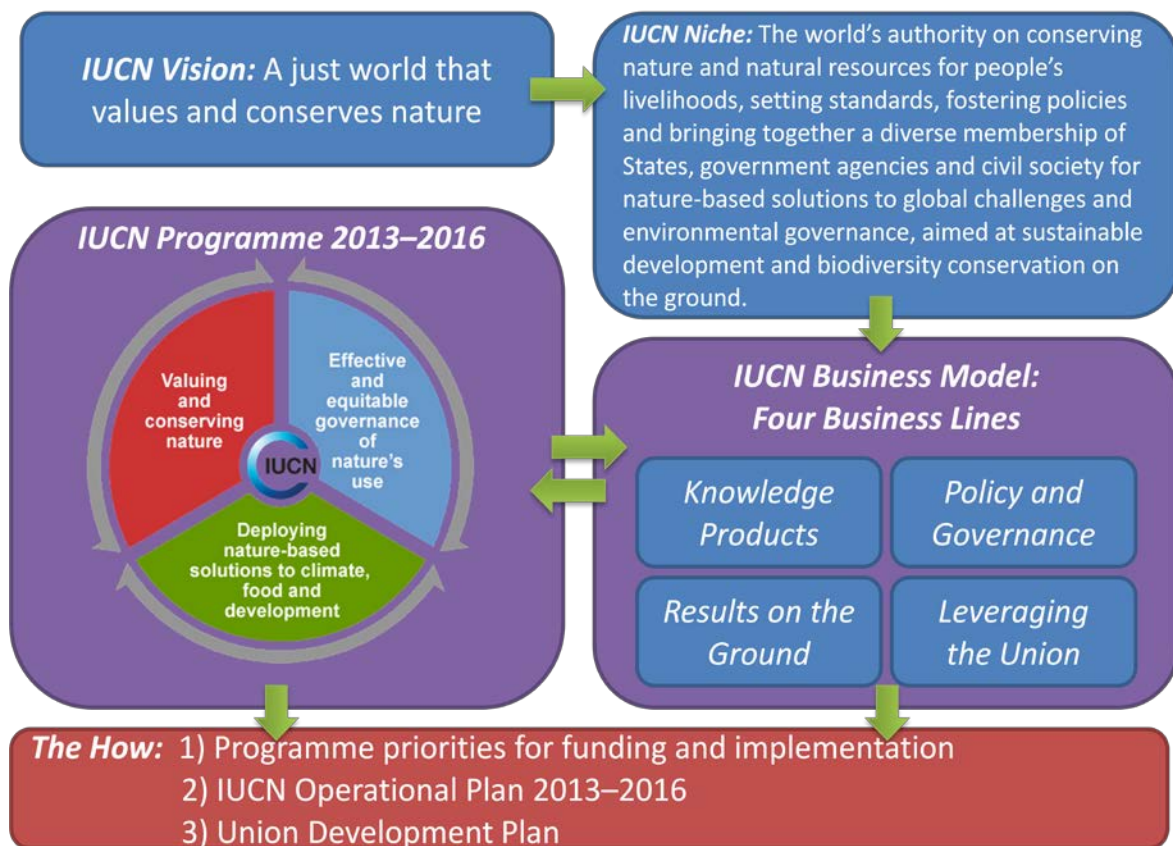 IUCN Vision: A just world that
values and conserves nature
IUCN Niche: The world’s authority on conserving
nature and natural resources for people’s
livelihoods, setting standards, fostering policies
and bringing together a diverse membership of
States, government agencies and civil society for
nature-based solutions to global challenges and
environmental governance, aimed at sustainable
development and biodiversity conservation on
the ground.
IUCN Programme 2013–2016
Valuing
and
conserving
nature
Effective
and
equitable
governance
of
nature’s
use
IUCN
Deploying
nature-based
solutions to climate,
food and
development
IUCN Business Model:
Four Business Lines
Knowledge
Products
Policy and
Governance
Results on the
Ground
Leveraging
the Union
The How: 1) Programme priorities for funding and implementation
2) IUCN Operational Plan 2013–2016
3) Union Development Plan